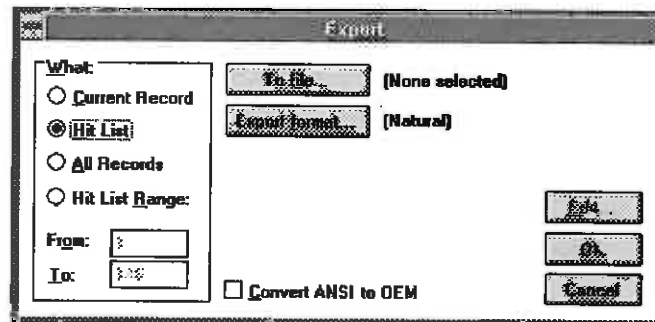 Export
What:
Current Record
Hit List
All Records
Hit List Range:
From:
To:
To file... (None selected)
Export format... (Natural)
Convert ANSI to OEM
Ok
Cancel